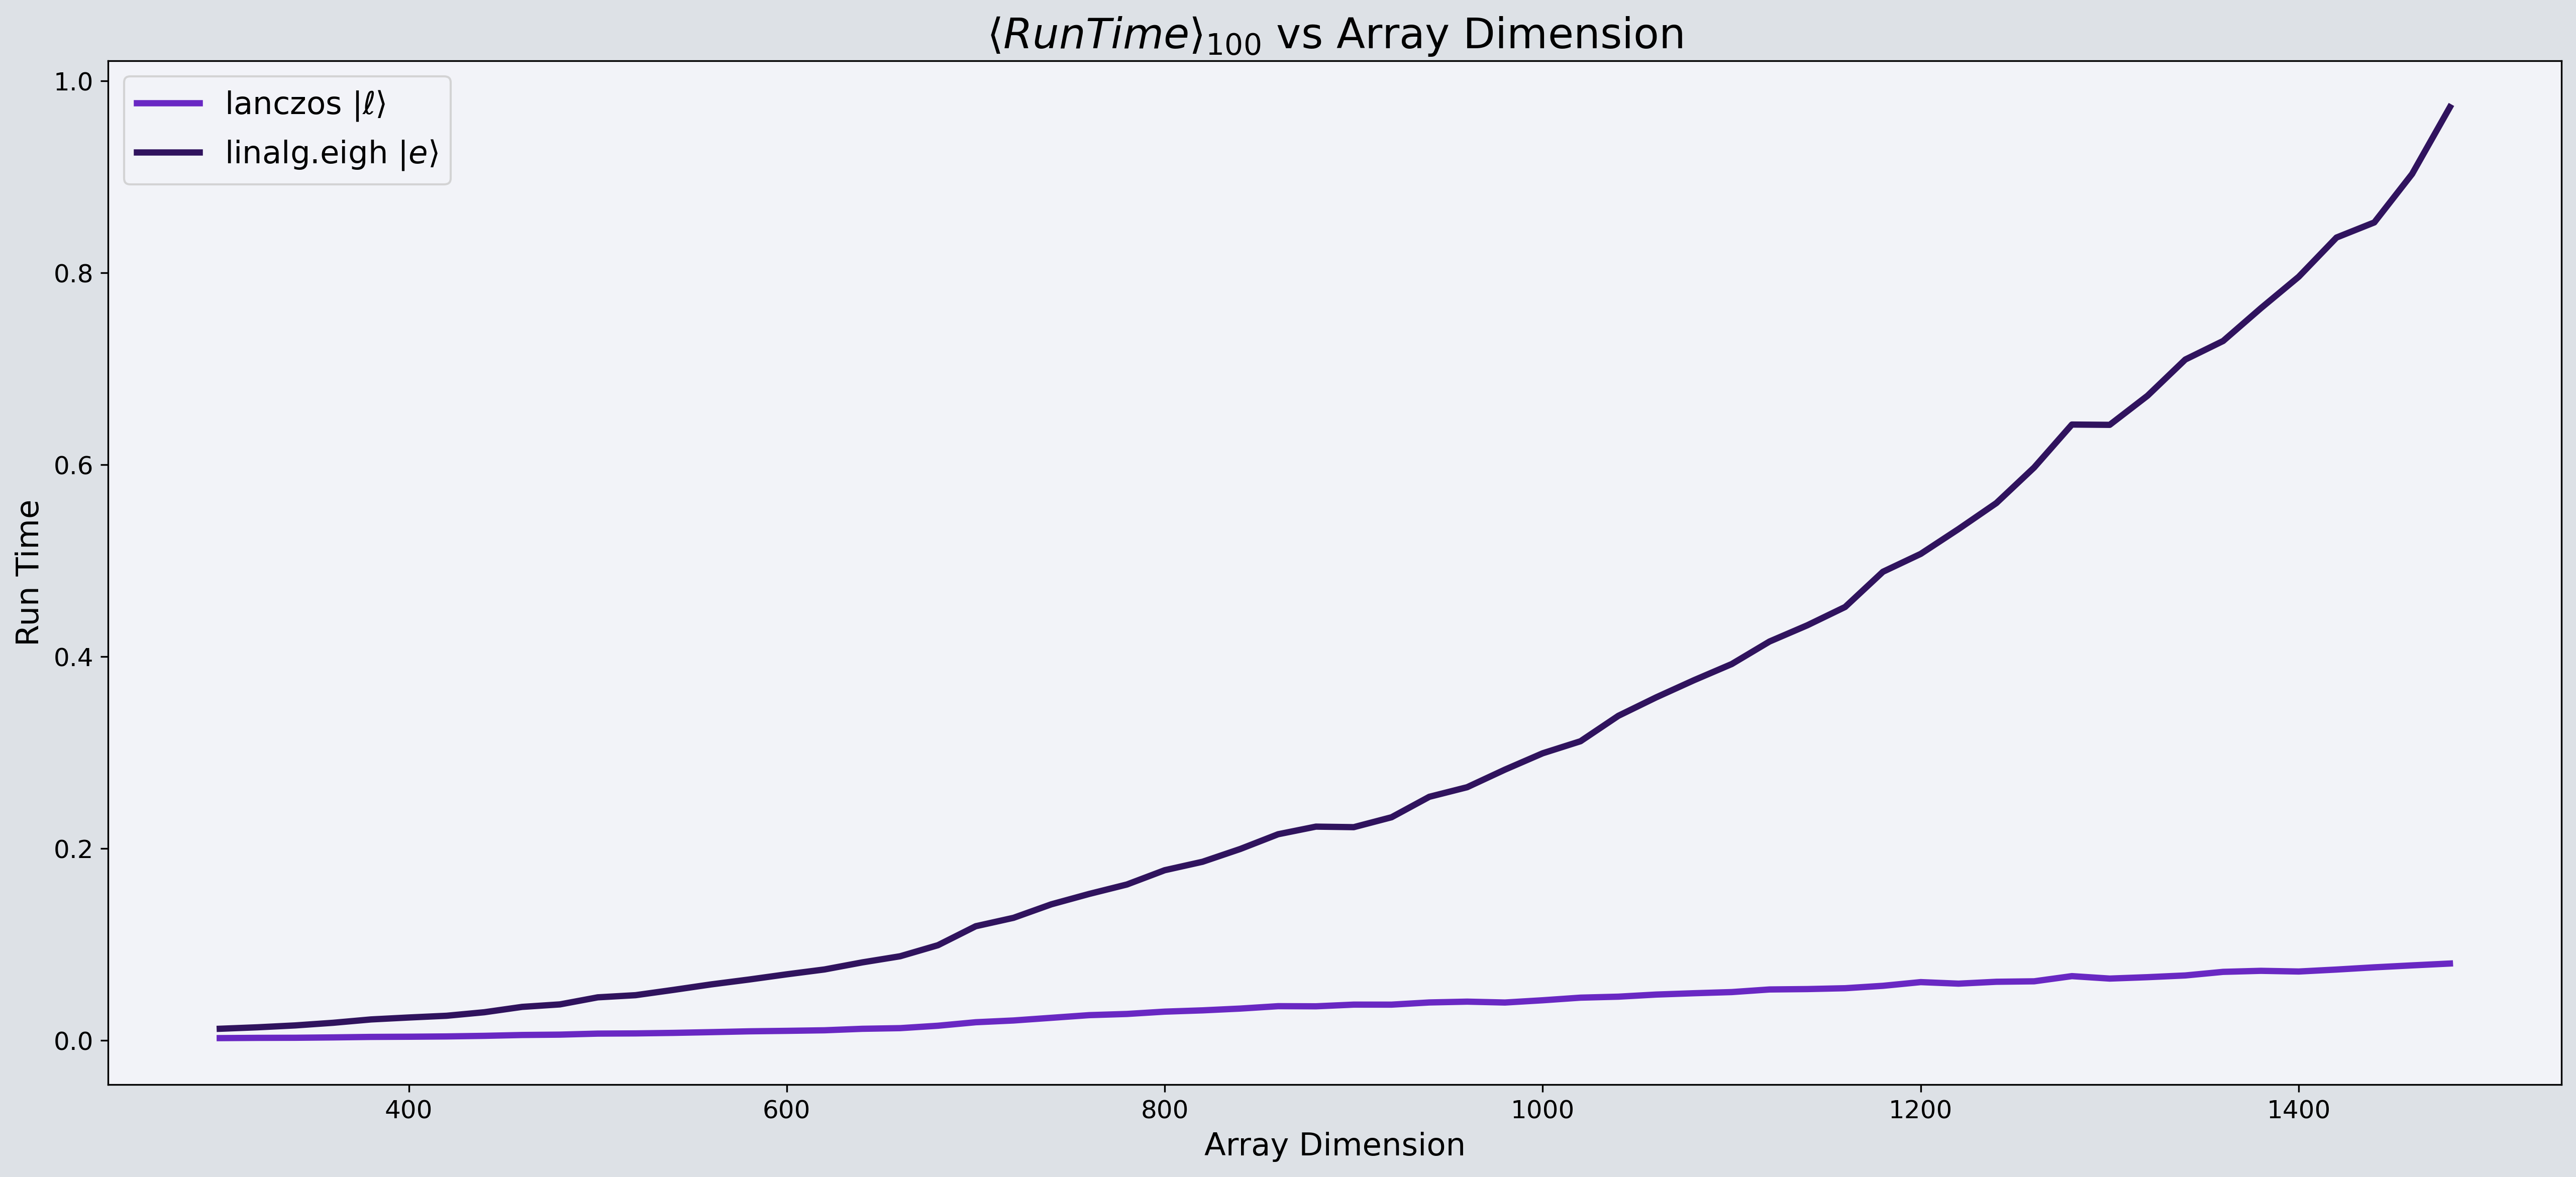 ⟨RunTime⟩₁₀₀ vs Array Dimension
1.0
lanczos |ℓ⟩
linalg.eigh |e⟩
0.8
0.6
Run Time
0.4
0.2
0.0
400 600 800 1000 1200 1400
Array Dimension